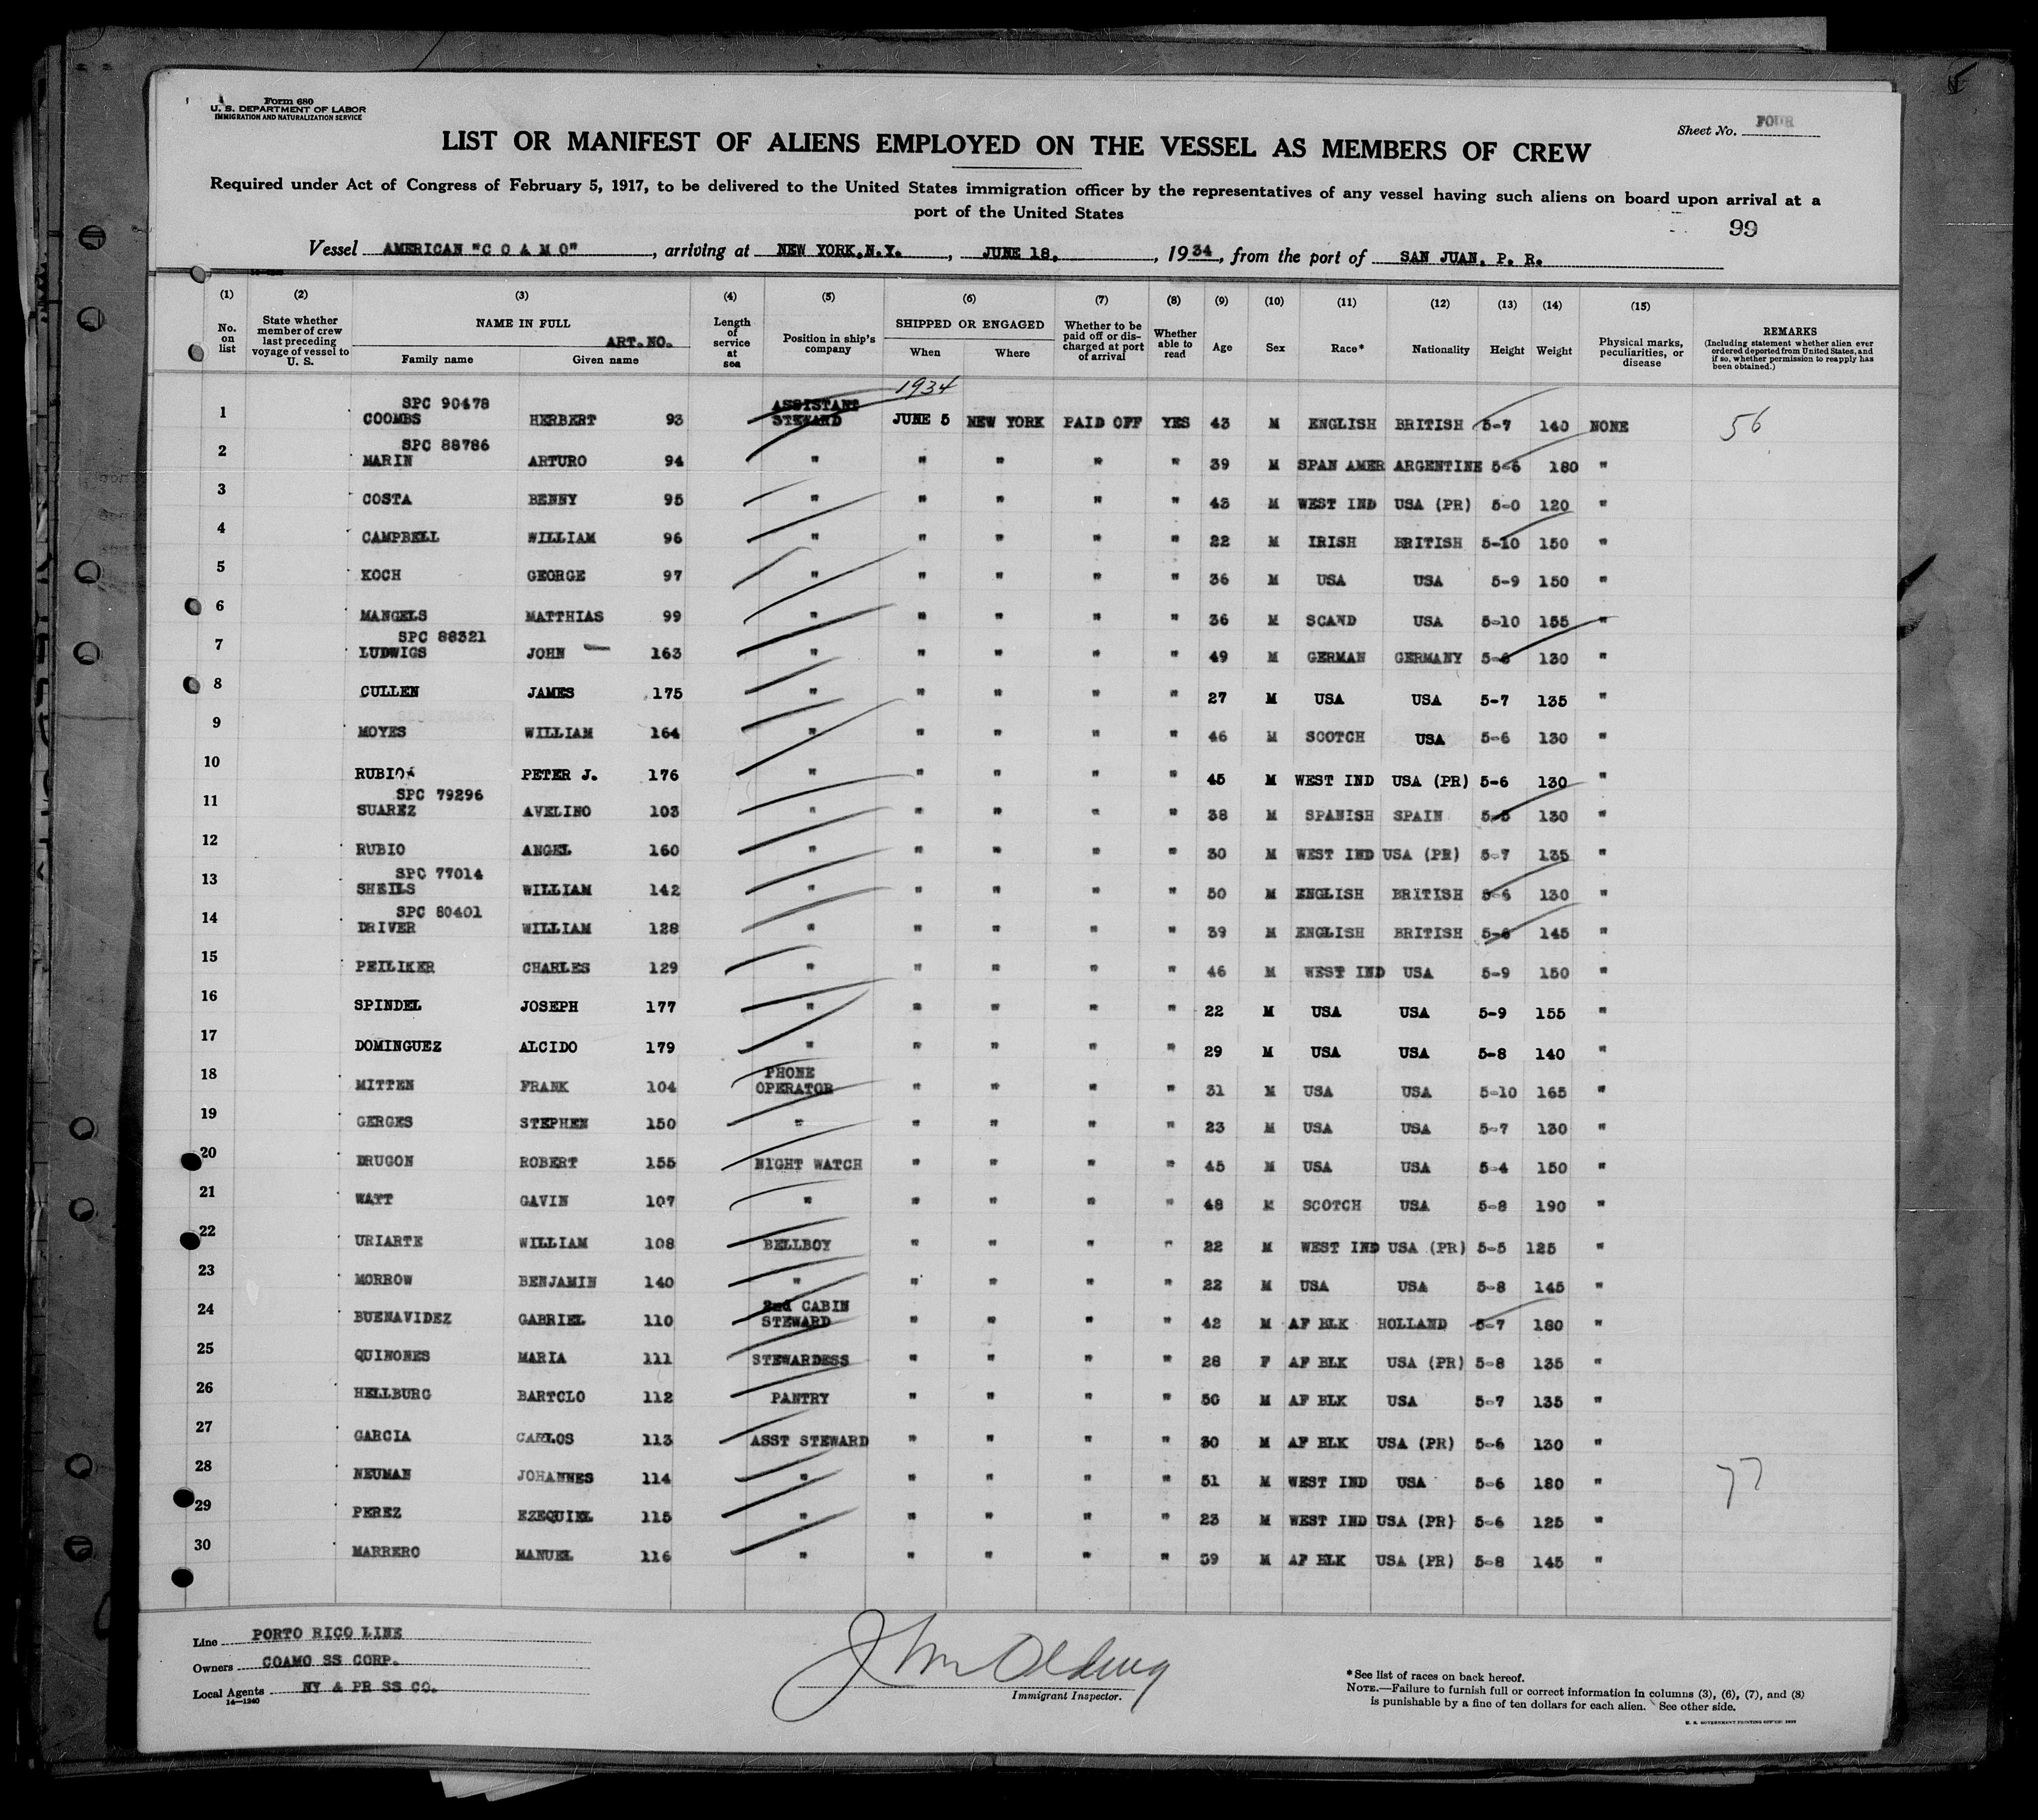 Form 680
U. S. DEPARTMENT OF LABOR
IMMIGRATION AND NATURALIZATION SERVICE
Sheet No. FOUR
LIST OR MANIFEST OF ALIENS EMPLOYED ON THE VESSEL AS MEMBERS OF CREW
Required under Act of Congress of February 5, 1917, to be delivered to the United States immigration officer by the representatives of any vessel having such aliens on board upon arrival at a
port of the United States
99
Vessel AMERICAN "C O A M O", arriving at NEW YORK,N.Y., JUNE 18, 1934, from the port of SAN JUAN, P. R.
(1) (2) (3) (4) (5) (6) (7) (8) (9) (10) (11) (12) (13) (14) (15)
No. on list State whether member of crew last preceding voyage of vessel to U. S. NAME IN FULL Family name Given name ART.NO. Length of service at sea Position in ship's company SHIPPED OR ENGAGED When Where Whether to be paid off or discharged at port of arrival Whether able to read Age Sex Race* Nationality Height Weight Physical marks, peculiarities, or disease REMARKS (Including statement whether alien ever ordered deported from United States, and if so, whether permission to reapply has been obtained.)
1934
SPC 90478 ASSISTANT
1 COOMBS HERBERT 93 STEWARD JUNE 5 NEW YORK PAID OFF YES 43 M ENGLISH BRITISH 5-7 140 NONE 56
SPC 88786
2 MARIN ARTURO 94 " " " " " 39 M SPAN AMER ARGENTINE 5-6 180 "
3 COSTA BENNY 95 " " " " " 43 M WEST IND USA (PR) 5-0 120 "
4 CAMPBELL WILLIAM 96 " " " " " 22 M IRISH BRITISH 5-10 150 "
5 KOCH GEORGE 97 " " " " " 36 M USA USA 5-9 150 "
6 MANGELS MATTHIAS 99 " " " " " 36 M SCAND USA 5-10 155 "
SPC 88321
7 LUDWIGS JOHN 163 " " " " " 49 M GERMAN GERMANY 5-6 130 "
8 CULLEN JAMES 175 " " " " " 27 M USA USA 5-7 135 "
9 MOYES WILLIAM 164 " " " " " 46 M SCOTCH USA 5-6 130 "
10 RUBIO PETER J. 176 " " " " " 45 M WEST IND USA (PR) 5-6 130 "
SPC 79296
11 SUAREZ AVELINO 103 " " " " " 38 M SPANISH SPAIN 5-5 130 "
12 RUBIO ANGEL 160 " " " " " 30 M WEST IND USA (PR) 5-7 135 "
SPC 77014
13 SHEILS WILLIAM 142 " " " " " 50 M ENGLISH BRITISH 5-6 130 "
SPC 80401
14 DRIVER WILLIAM 128 " " " " " 39 M ENGLISH BRITISH 5-6 145 "
15 PEILIKER CHARLES 129 " " " " " 46 M WEST IND USA 5-9 150 "
16 SPINDEL JOSEPH 177 " " " " " 22 M USA USA 5-9 155 "
17 DOMINGUEZ ALCIDO 179 " " " " " 29 M USA USA 5-8 140 "
PHONE
18 MITTEN FRANK 104 OPERATOR " " " " 31 M USA USA 5-10 165 "
19 GERGES STEPHEN 150 " " " " " 23 M USA USA 5-7 130 "
20 DRUGON ROBERT 155 NIGHT WATCH " " " " 45 M USA USA 5-4 150 "
21 WATT GAVIN 107 " " " " " 48 M SCOTCH USA 5-8 190 "
22 URIARTE WILLIAM 108 BELLBOY " " " " 22 M WEST IND USA (PR) 5-5 125 "
23 MORROW BENJAMIN 140 " " " " " 22 M USA USA 5-8 145 "
2nd CABIN
24 BUENAVIDEZ GABRIEL 110 STEWARD " " " " 42 M AF BLK HOLLAND 5-7 180 "
25 QUINONES MARIA 111 STEWARDESS " " " " 28 F AF BLK USA (PR) 5-8 135 "
26 HELLBURG BARTCLO 112 PANTRY " " " " 50 M AF BLK USA 5-7 135 "
27 GARCIA CARLOS 113 ASST STEWARD " " " " 30 M AF BLK USA (PR) 5-6 130 "
28 NEUMAN JOHANNES 114 " " " " " 51 M WEST IND USA 5-6 180 " 77
29 PEREZ EZEQUIEL 115 " " " " " 23 M WEST IND USA (PR) 5-6 125 "
30 MARRERO MANUEL 116 " " " " " 39 M AF BLK USA (PR) 5-8 145 "
Line PORTO RICO LINE
Owners COAMO SS CORP.
Local Agents NY & PR SS CO.
14—1240
Immigrant Inspector.
*See list of races on back hereof.
NOTE.—Failure to furnish full or correct information in columns (3), (6), (7), and (8)
is punishable by a fine of ten dollars for each alien. See other side.